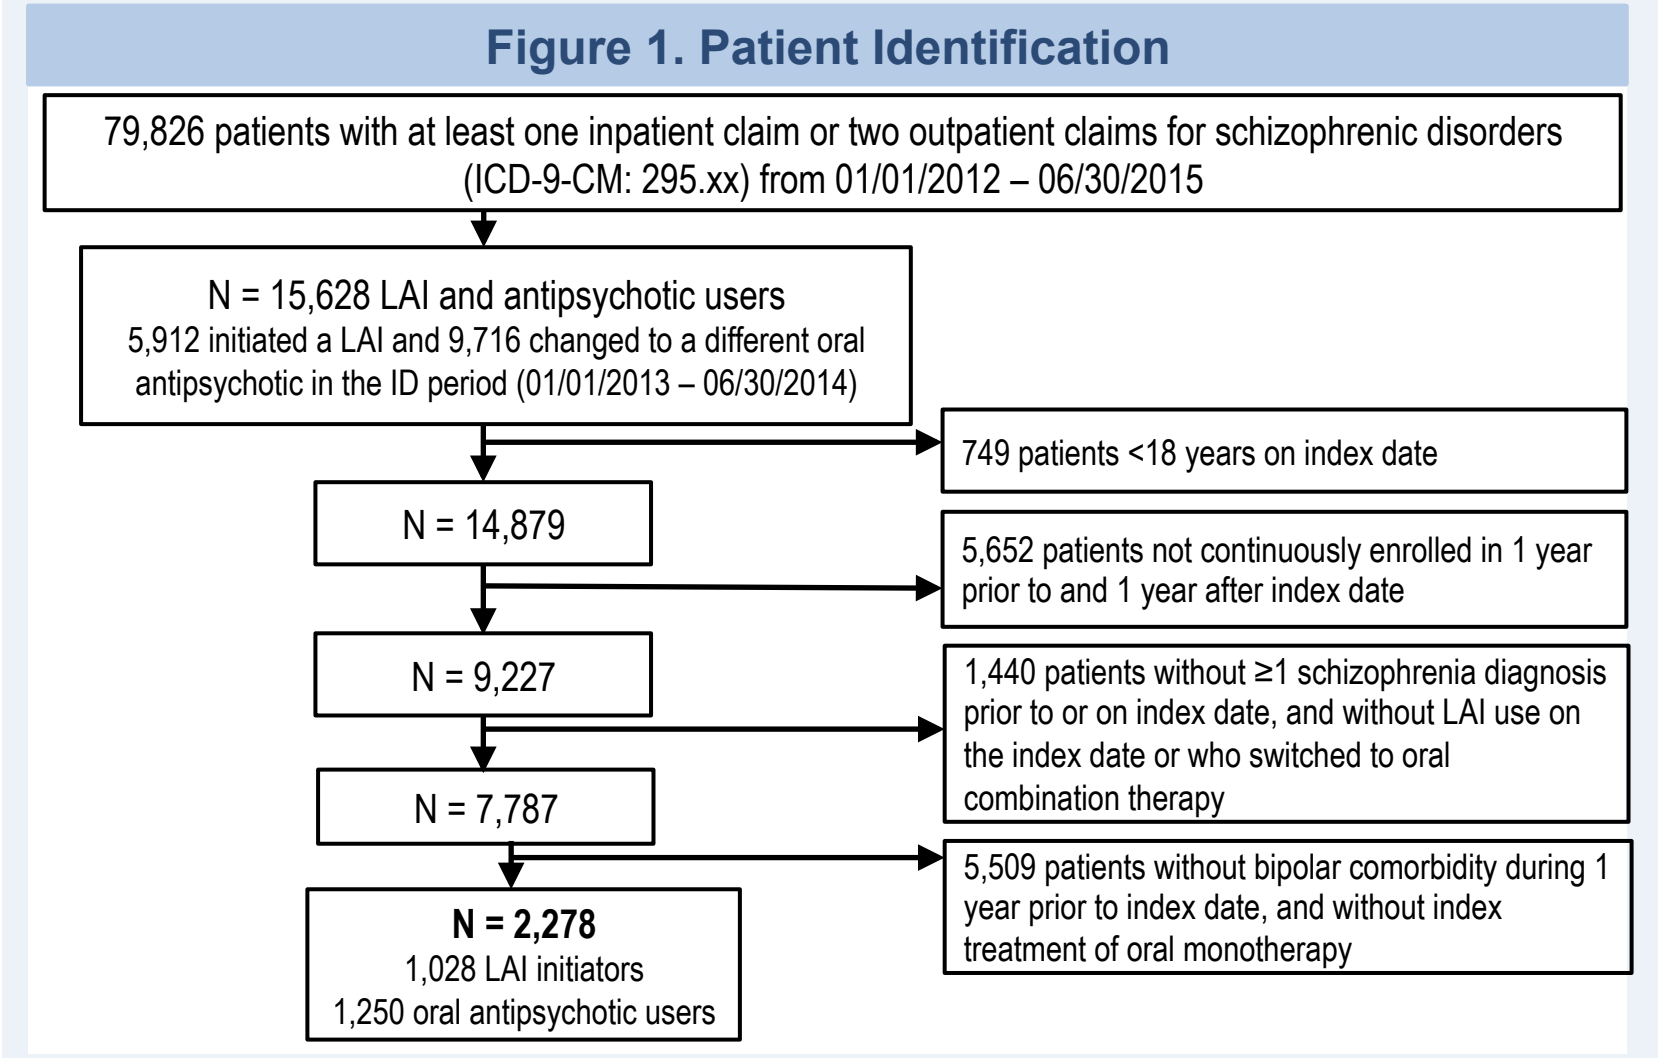 Figure 1. Patient Identification
79,826 patients with at least one inpatient claim or two outpatient claims for schizophrenic disorders
(ICD-9-CM: 295.xx) from 01/01/2012 – 06/30/2015
N = 15,628 LAI and antipsychotic users
5,912 initiated a LAI and 9,716 changed to a different oral
antipsychotic in the ID period (01/01/2013 – 06/30/2014)
749 patients <18 years on index date
N = 14,879
5,652 patients not continuously enrolled in 1 year
prior to and 1 year after index date
N = 9,227
1,440 patients without ≥1 schizophrenia diagnosis
prior to or on index date, and without LAI use on
the index date or who switched to oral
combination therapy
N = 7,787
5,509 patients without bipolar comorbidity during 1
year prior to index date, and without index
treatment of oral monotherapy
N = 2,278
1,028 LAI initiators
1,250 oral antipsychotic users